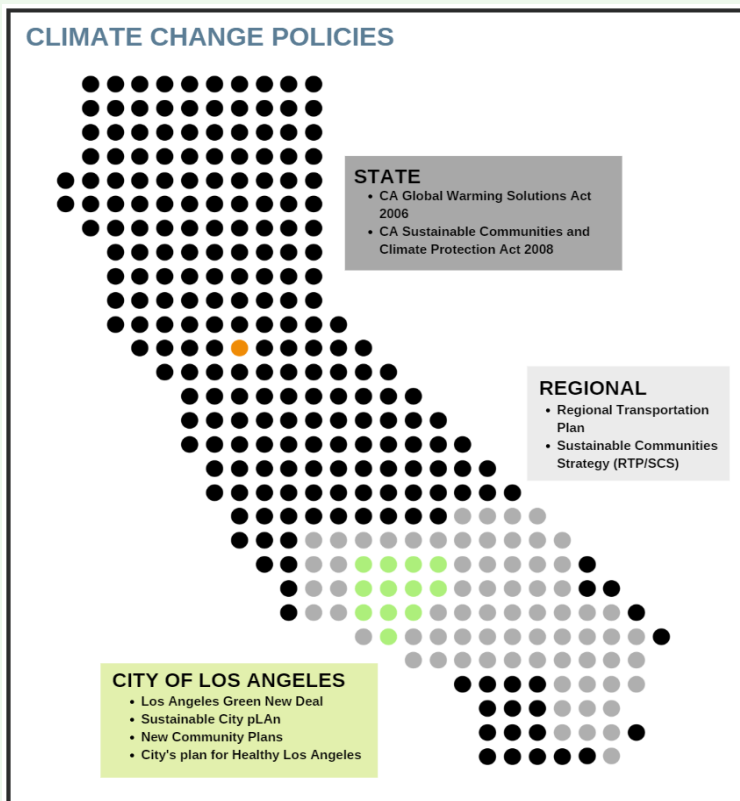 CLIMATE CHANGE POLICIES
STATE
• CA Global Warming Solutions Act
2006
• CA Sustainable Communities and
Climate Protection Act 2008
REGIONAL
• Regional Transportation
Plan
• Sustainable Communities
Strategy (RTP/SCS)
CITY OF LOS ANGELES
• Los Angeles Green New Deal
• Sustainable City pLAn
• New Community Plans
• City's plan for Healthy Los Angeles